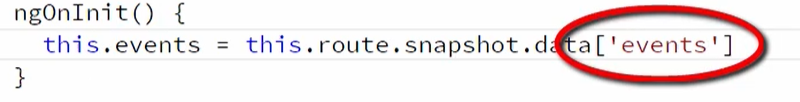 ngOnInit() {
  this.events = this.route.snapshot.data['events']
}